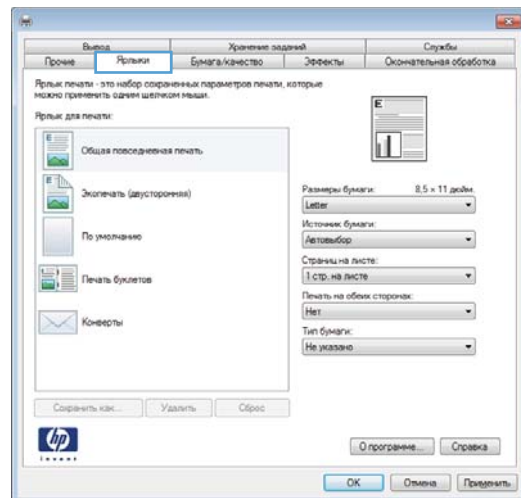 Вывод Хранение заданий Службы
Прочие Ярлыки Бумага/качество Эффекты Окончательная обработка
Ярлык печати - это набор сохраненных параметров печати, которые
можно применить одним щелчком мыши.
Ярлык для печати:
Общая повседневная печать
Экопечать (двусторонняя)
По умолчанию
Печать буклетов
Конверты
Сохранить как... Удалить Сброс
E
Размеры бумаги: 8,5 × 11 дюйм.
Letter
Источник бумаги:
Автовыбор
Страниц на листе:
1 стр. на листе
Печать на обеих сторонах:
Нет
Тип бумаги:
Не указано
hp
invent
О программе... Справка
OK Отмена Применить